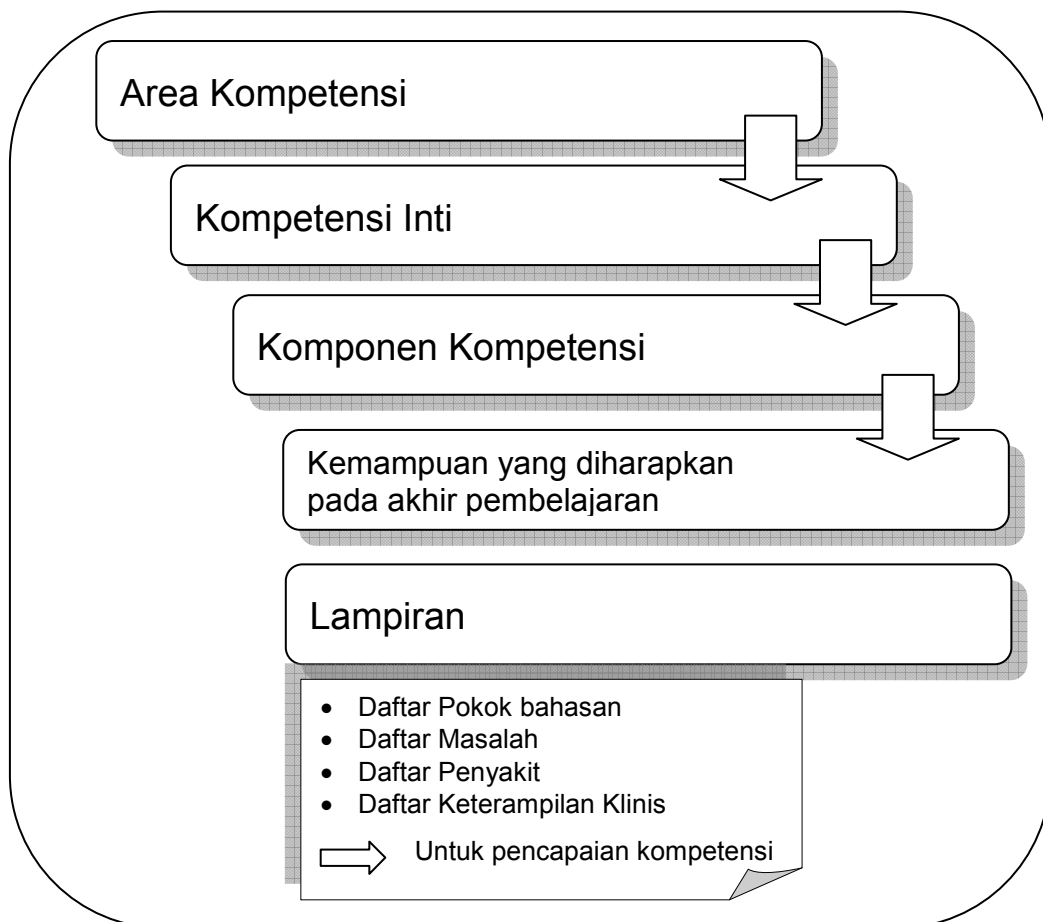 Area Kompetensi
Kompetensi Inti
Komponen Kompetensi
Kemampuan yang diharapkan
pada akhir pembelajaran
Lampiran
• Daftar Pokok bahasan
• Daftar Masalah
• Daftar Penyakit
• Daftar Keterampilan Klinis
Untuk pencapaian kompetensi